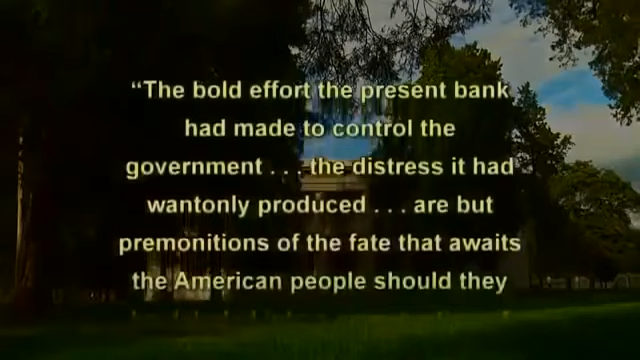 “The bold effort the present bank
had made to control the
government . . . the distress it had
wantonly produced . . . are but
premonitions of the fate that awaits
the American people should they